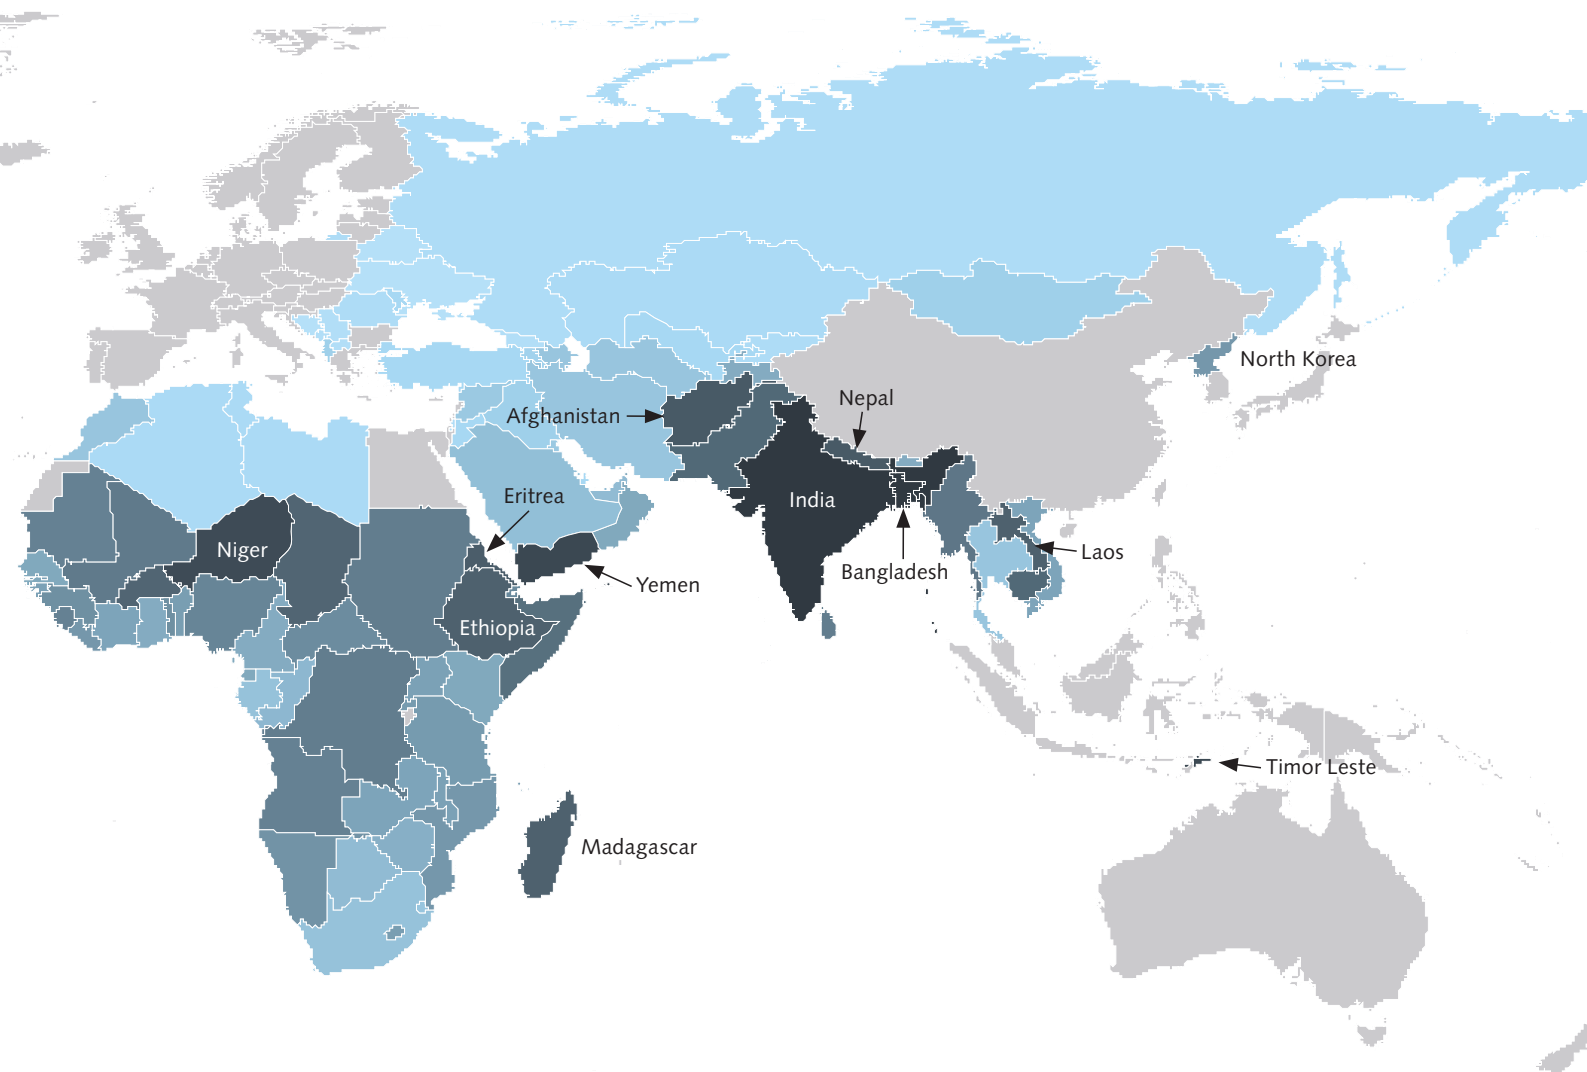 North Korea
Nepal
Afghanistan
Eritrea
India
Niger
Laos
Bangladesh
Yemen
Ethiopia
Timor Leste
Madagascar